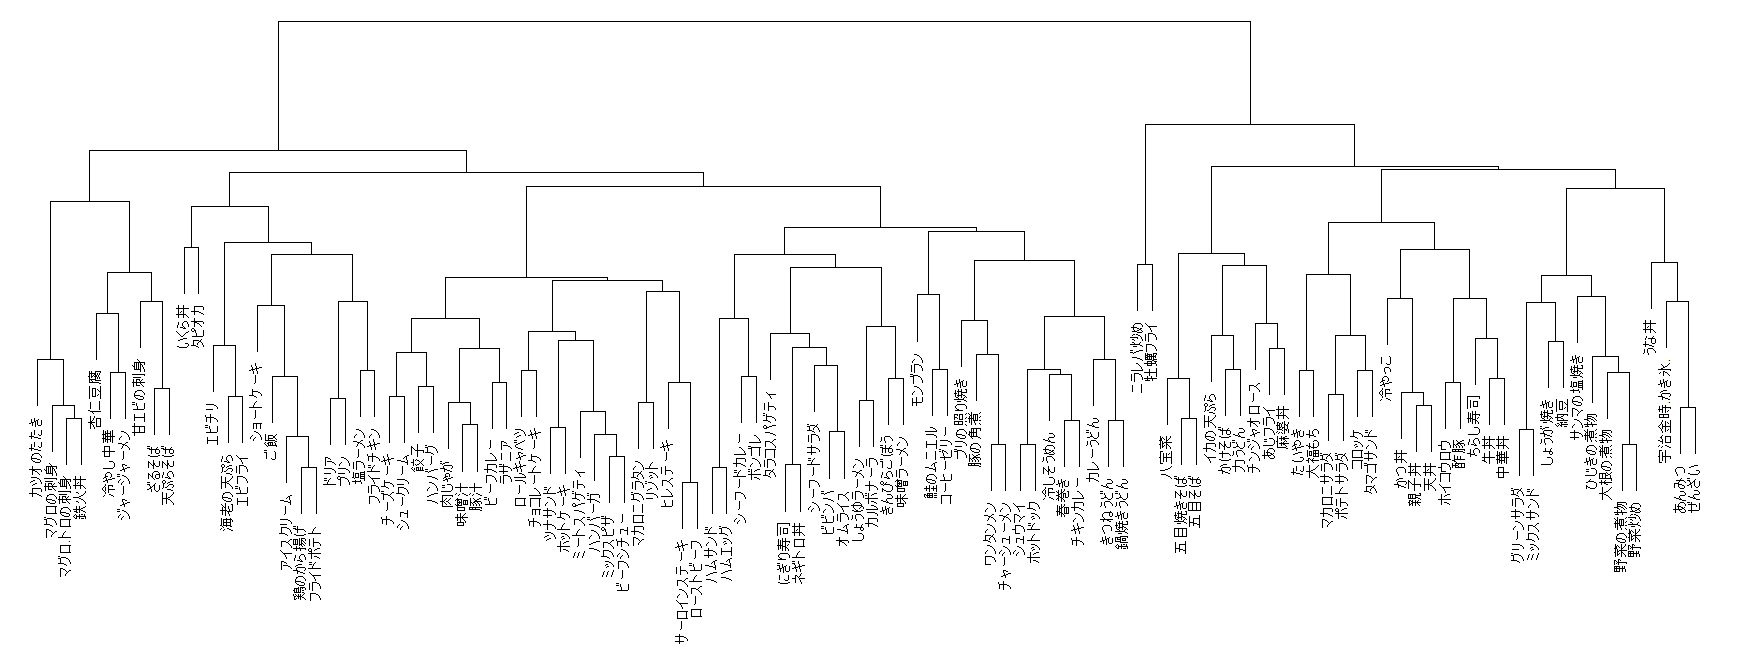 カツオのたたき
マグロの刺身
マグロトロの刺身
鉄火丼
杏仁豆腐
冷やし中華
ジャージャーメン
甘エビの刺身
ざるそば
天ぷらそば
いくら丼
タピオカ
エビチリ
海老の天ぷら
エビフライ
ショートケーキ
ご飯
アイスクリーム
鶏のから揚げ
フライドポテト
ドリア
プリン
塩ラーメン
フライドチキン
チーズケーキ
シュークリーム
餃子
ハンバーグ
肉じゃが
味噌汁
豚汁
ビーフカレー
ラザニア
ロールキャベツ
チョコレートケーキ
ツナサンド
ホットケーキ
ミートスパゲティ
ハンバーガー
ミックスピザ
ビーフシチュー
マカロニグラタン
リゾット
ヒレステーキ
サーロインステーキ
ローストビーフ
ハムサンド
ハムエッグ
シーフードカレー
ボンゴレ
タラコスパゲティ
にぎり寿司
ネギトロ丼
シーフードサラダ
ビビンバ
オムライス
しょうゆラーメン
カルボナーラ
きんぴらごぼう
味噌ラーメン
モンブラン
鮭のムニエル
コーヒーゼリー
ブリの照り焼き
豚の角煮
ワンタンメン
チャーシューメン
シュウマイ
ホットドック
冷しそうめん
春巻き
チキンカレー
カレーうどん
きつねうどん
鍋焼きうどん
ニラレバ炒め
牡蠣フライ
八宝菜
五目焼きそば
五目そば
イカの天ぷら
かけそば
力うどん
チンジャオロース
あじフライ
麻婆丼
たいやき
大福もち
マカロニサラダ
ポテトサラダ
コロッケ
タマゴサンド
冷やっこ
かつ丼
親子丼
天丼
ホイコウロウ
酢豚
ちらし寿司
牛丼
中華丼
グリーンサラダ
ミックスサンド
しょうが焼き
納豆
サンマの塩焼き
ひじきの煮物
大根の煮物
野菜の煮物
野菜炒め
うな丼
宇治金時.かき氷.
あんみつ
ぜんざい